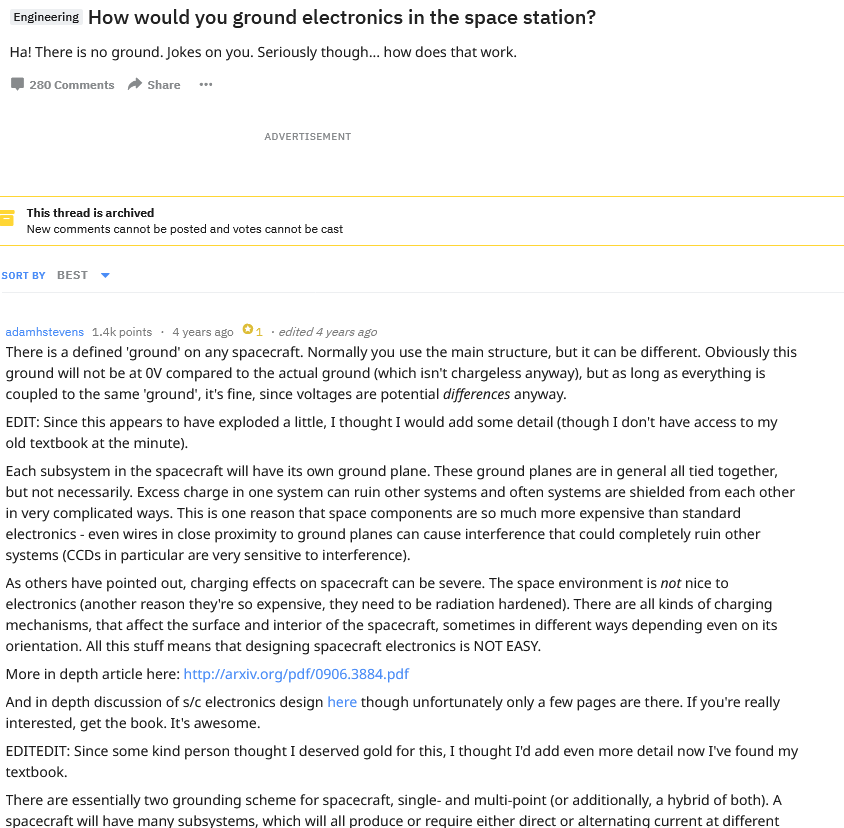 Engineering How would you ground electronics in the space station?
Ha! There is no ground. Jokes on you. Seriously though... how does that work.
280 Comments Share ...
ADVERTISEMENT
This thread is archived
New comments cannot be posted and votes cannot be cast
SORT BY BEST
adamhstevens 1.4k points · 4 years ago 1 · edited 4 years ago
There is a defined 'ground' on any spacecraft. Normally you use the main structure, but it can be different. Obviously this
ground will not be at 0V compared to the actual ground (which isn't chargeless anyway), but as long as everything is
coupled to the same 'ground', it's fine, since voltages are potential differences anyway.
EDIT: Since this appears to have exploded a little, I thought I would add some detail (though I don't have access to my
old textbook at the minute).
Each subsystem in the spacecraft will have its own ground plane. These ground planes are in general all tied together,
but not necessarily. Excess charge in one system can ruin other systems and often systems are shielded from each other
in very complicated ways. This is one reason that space components are so much more expensive than standard
electronics - even wires in close proximity to ground planes can cause interference that could completely ruin other
systems (CCDs in particular are very sensitive to interference).
As others have pointed out, charging effects on spacecraft can be severe. The space environment is not nice to
electronics (another reason they're so expensive, they need to be radiation hardened). There are all kinds of charging
mechanisms, that affect the surface and interior of the spacecraft, sometimes in different ways depending even on its
orientation. All this stuff means that designing spacecraft electronics is NOT EASY.
More in depth article here: http://arxiv.org/pdf/0906.3884.pdf
And in depth discussion of s/c electronics design here though unfortunately only a few pages are there. If you're really
interested, get the book. It's awesome.
EDITEDIT: Since some kind person thought I deserved gold for this, I thought I'd add even more detail now I've found my
textbook.
There are essentially two grounding scheme for spacecraft, single- and multi-point (or additionally, a hybrid of both). A
spacecraft will have many subsystems, which will all produce or require either direct or alternating current at different